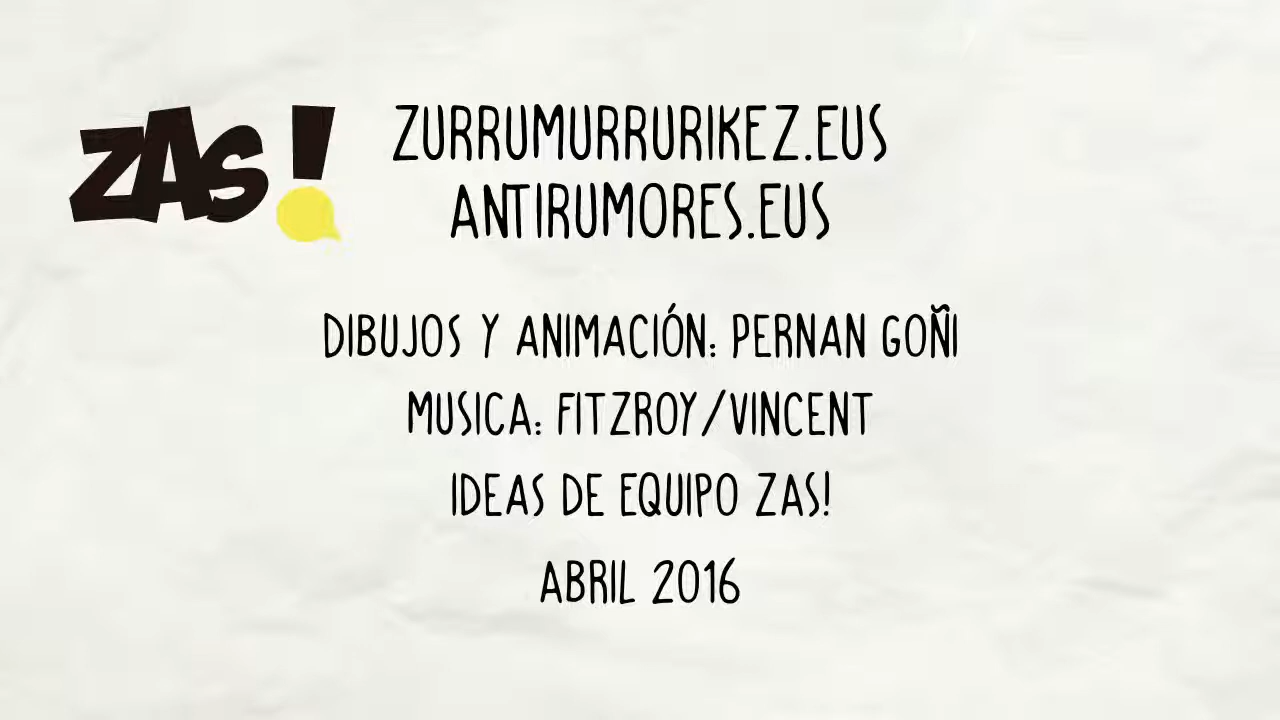 ZAS!
ZURRUMURRURIKEZ.EUS
ANTIRUMORES.EUS
DIBUJOS Y ANIMACIÓN: PERNAN GOÑI
MUSICA: FITZROY/VINCENT
IDEAS DE EQUIPO ZAS!
ABRIL 2016